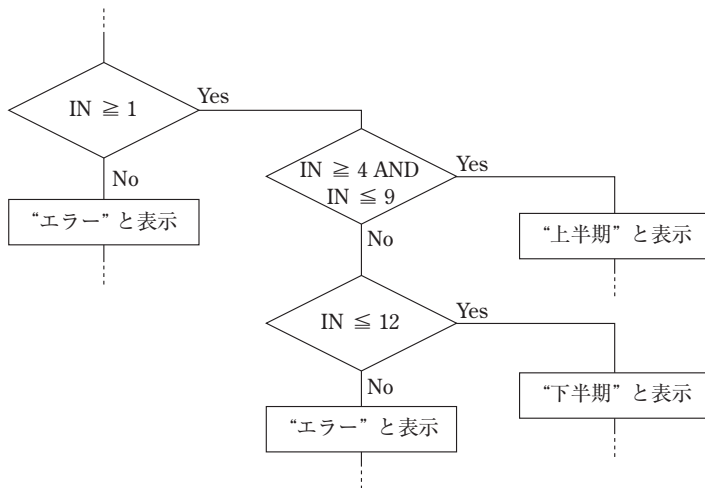 IN ≧ 1
Yes
No
“エラー” と表示
IN ≧ 4 AND
IN ≦ 9
Yes
No
“上半期” と表示
IN ≦ 12
Yes
No
“下半期” と表示
“エラー” と表示